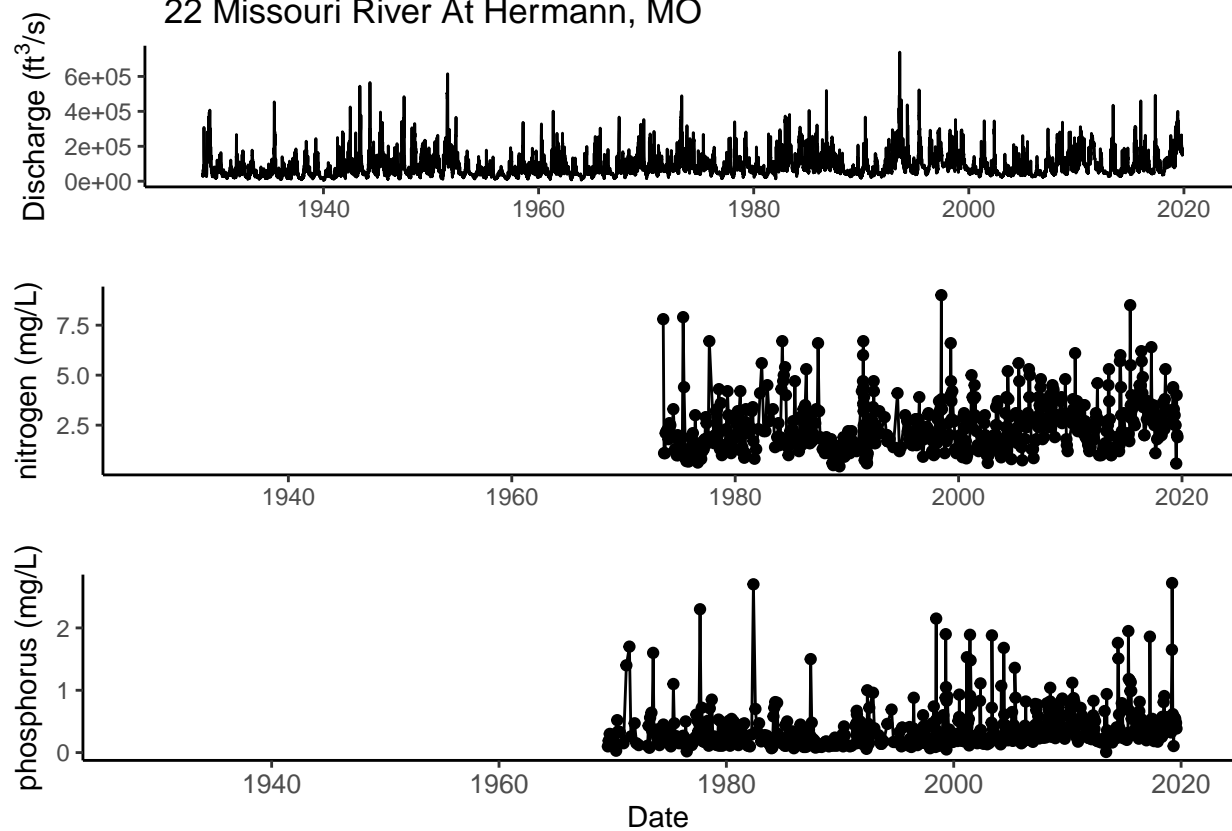 22 Missouri River At Hermann, MO
Discharge (ft³/s)
6e+05
4e+05
2e+05
0e+00
1940 1960 1980 2000 2020
nitrogen (mg/L)
7.5
5.0
2.5
1940 1960 1980 2000 2020
phosphorus (mg/L)
2
1
0
1940 1960 1980 2000 2020
Date